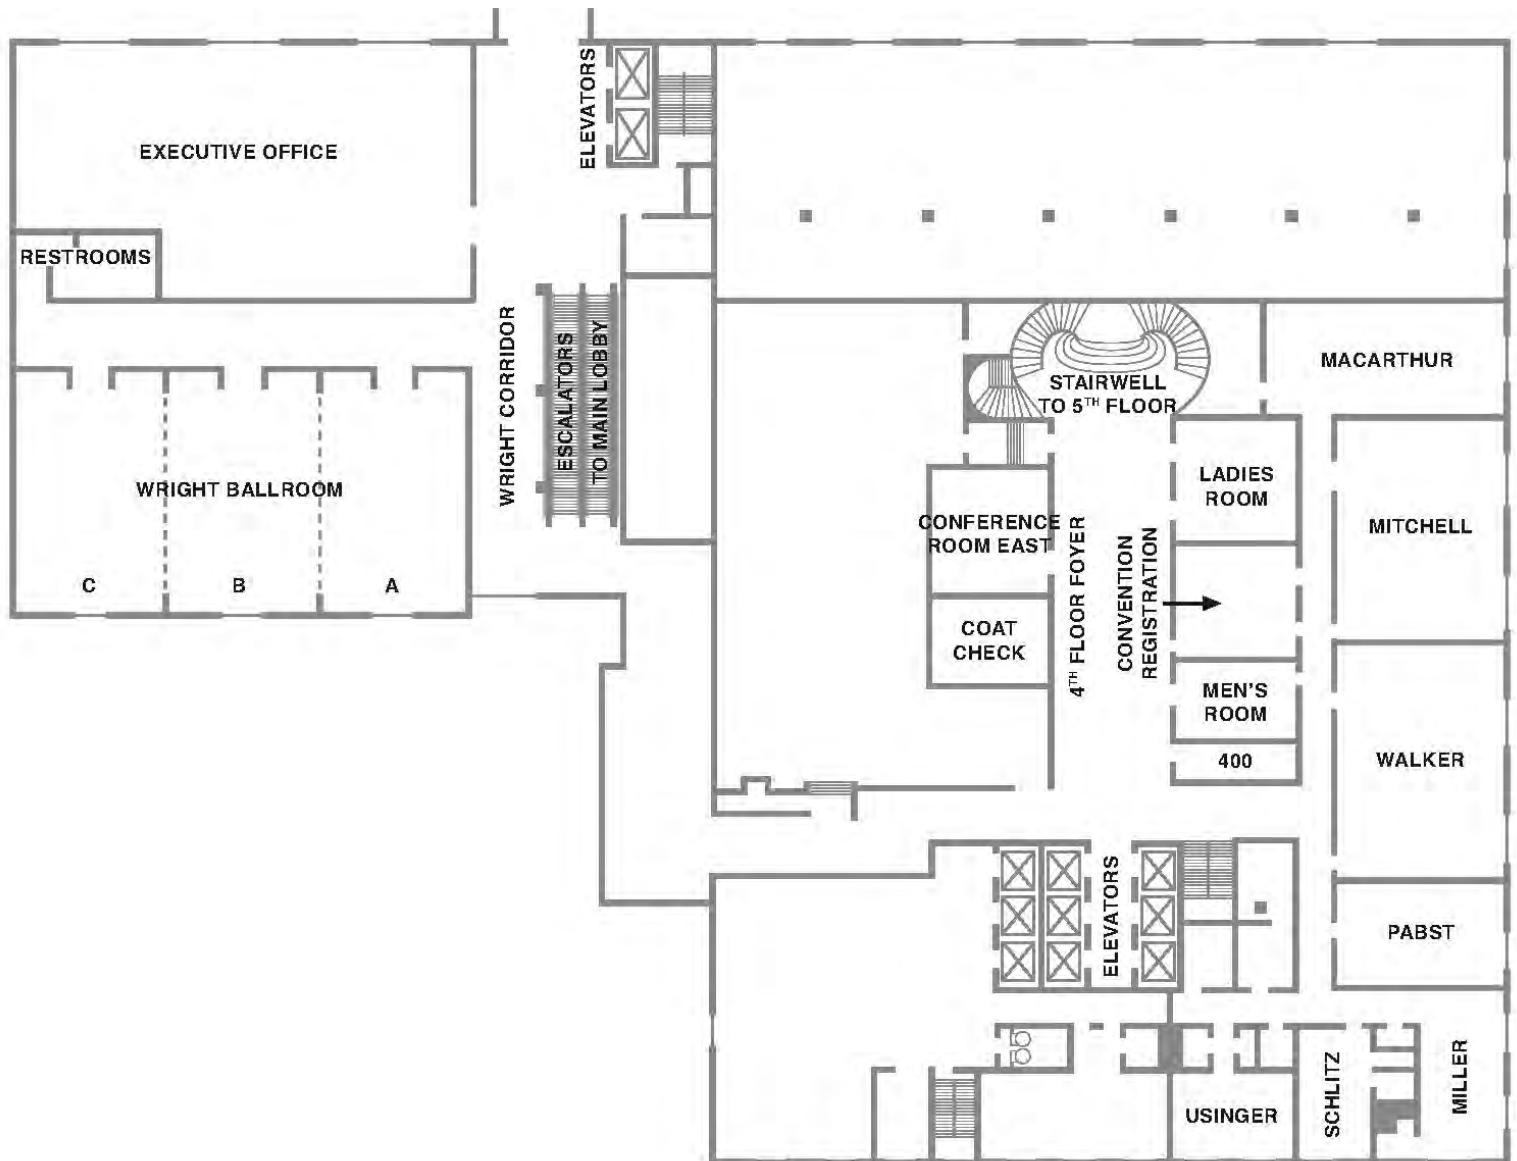 ELEVATORS
EXECUTIVE OFFICE
RESTROOMS
WRIGHT CORRIDOR
ESCALATORS
TO MAIN LOBBY
MACARTHUR
STAIRWELL
TO 5TH FLOOR
LADIES
ROOM
WRIGHT BALLROOM
CONFERENCE
ROOM EAST
MITCHELL
C
B
A
4TH FLOOR FOYER
CONVENTION
REGISTRATION
COAT
CHECK
MEN'S
ROOM
400
WALKER
ELEVATORS
PABST
USINGER
SCHLITZ
MILLER